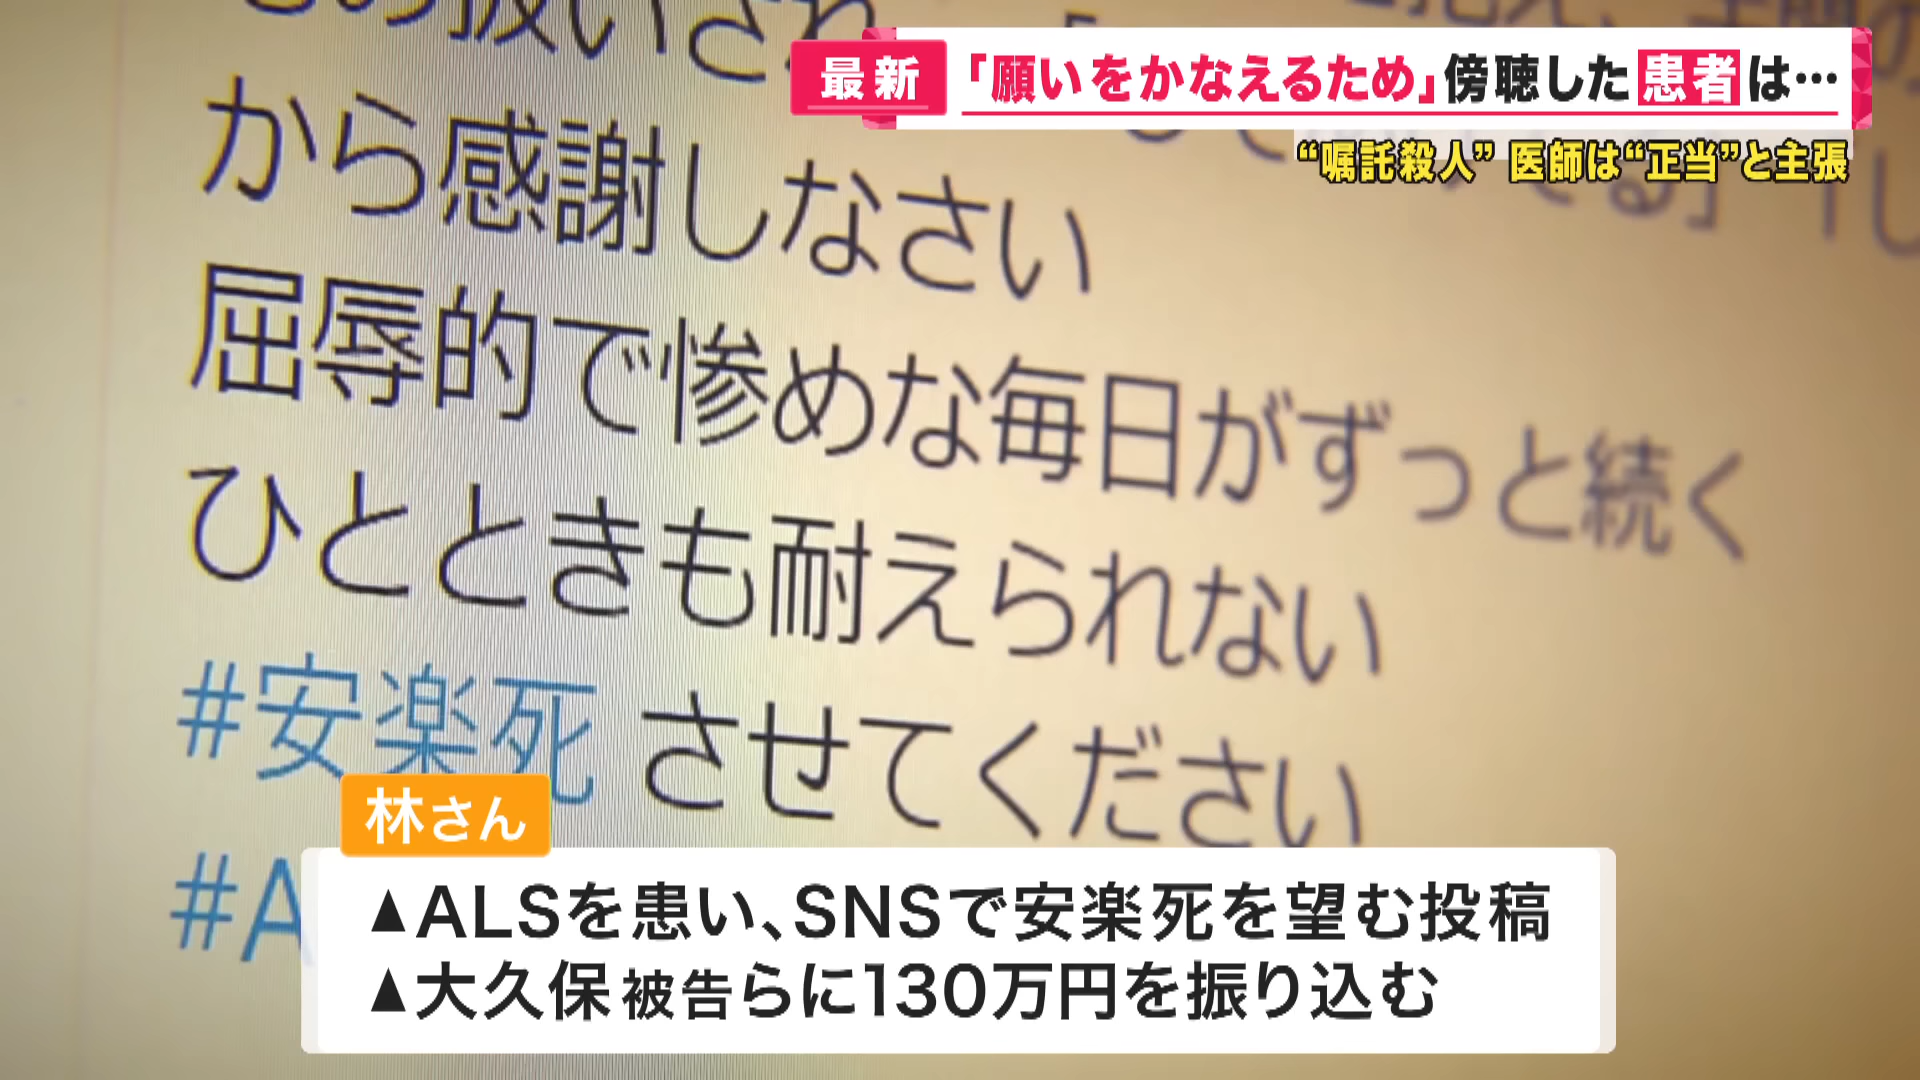 最新
「願いをかなえるため」傍聴した患者は…
“嘱託殺人” 医師は“正当”と主張
の扱いされ
から感謝しなさい
屈辱的で惨めな毎日がずっと続く
ひとときも耐えられない
#安楽死 させてください
#A
林さん
▲ALSを患い、SNSで安楽死を望む投稿
▲大久保被告らに130万円を振り込む